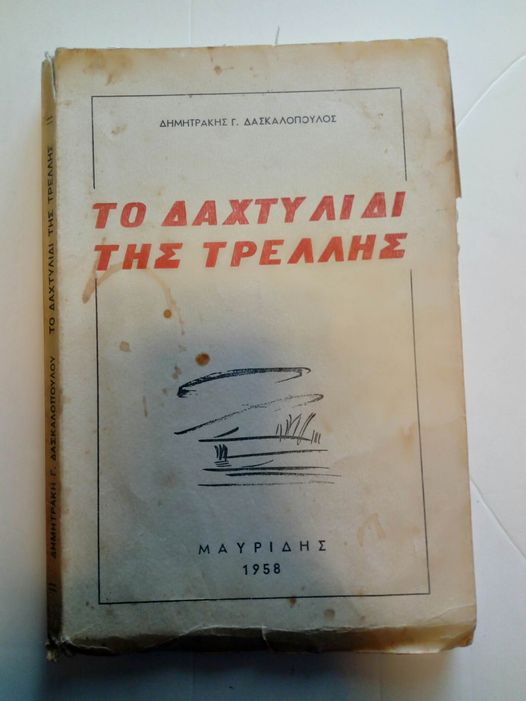 ΔΗΜΗΤΡΑΚΗΣ Γ. ΔΑΣΚΑΛΟΠΟΥΛΟΣ
ΤΟ ΔΑΧΤΥΛΙΔΙ
ΤΗΣ ΤΡΕΛΛΗΣ
ΜΑΥΡΙΔΗΣ
1958
ΔΗΜΗΤΡΑΚΗ Γ. ΔΑΣΚΑΛΟΠΟΥΛΟΥ ΤΟ ΔΑΧΤΥΛΙΔΙ ΤΗΣ ΤΡΕΛΛΗΣ